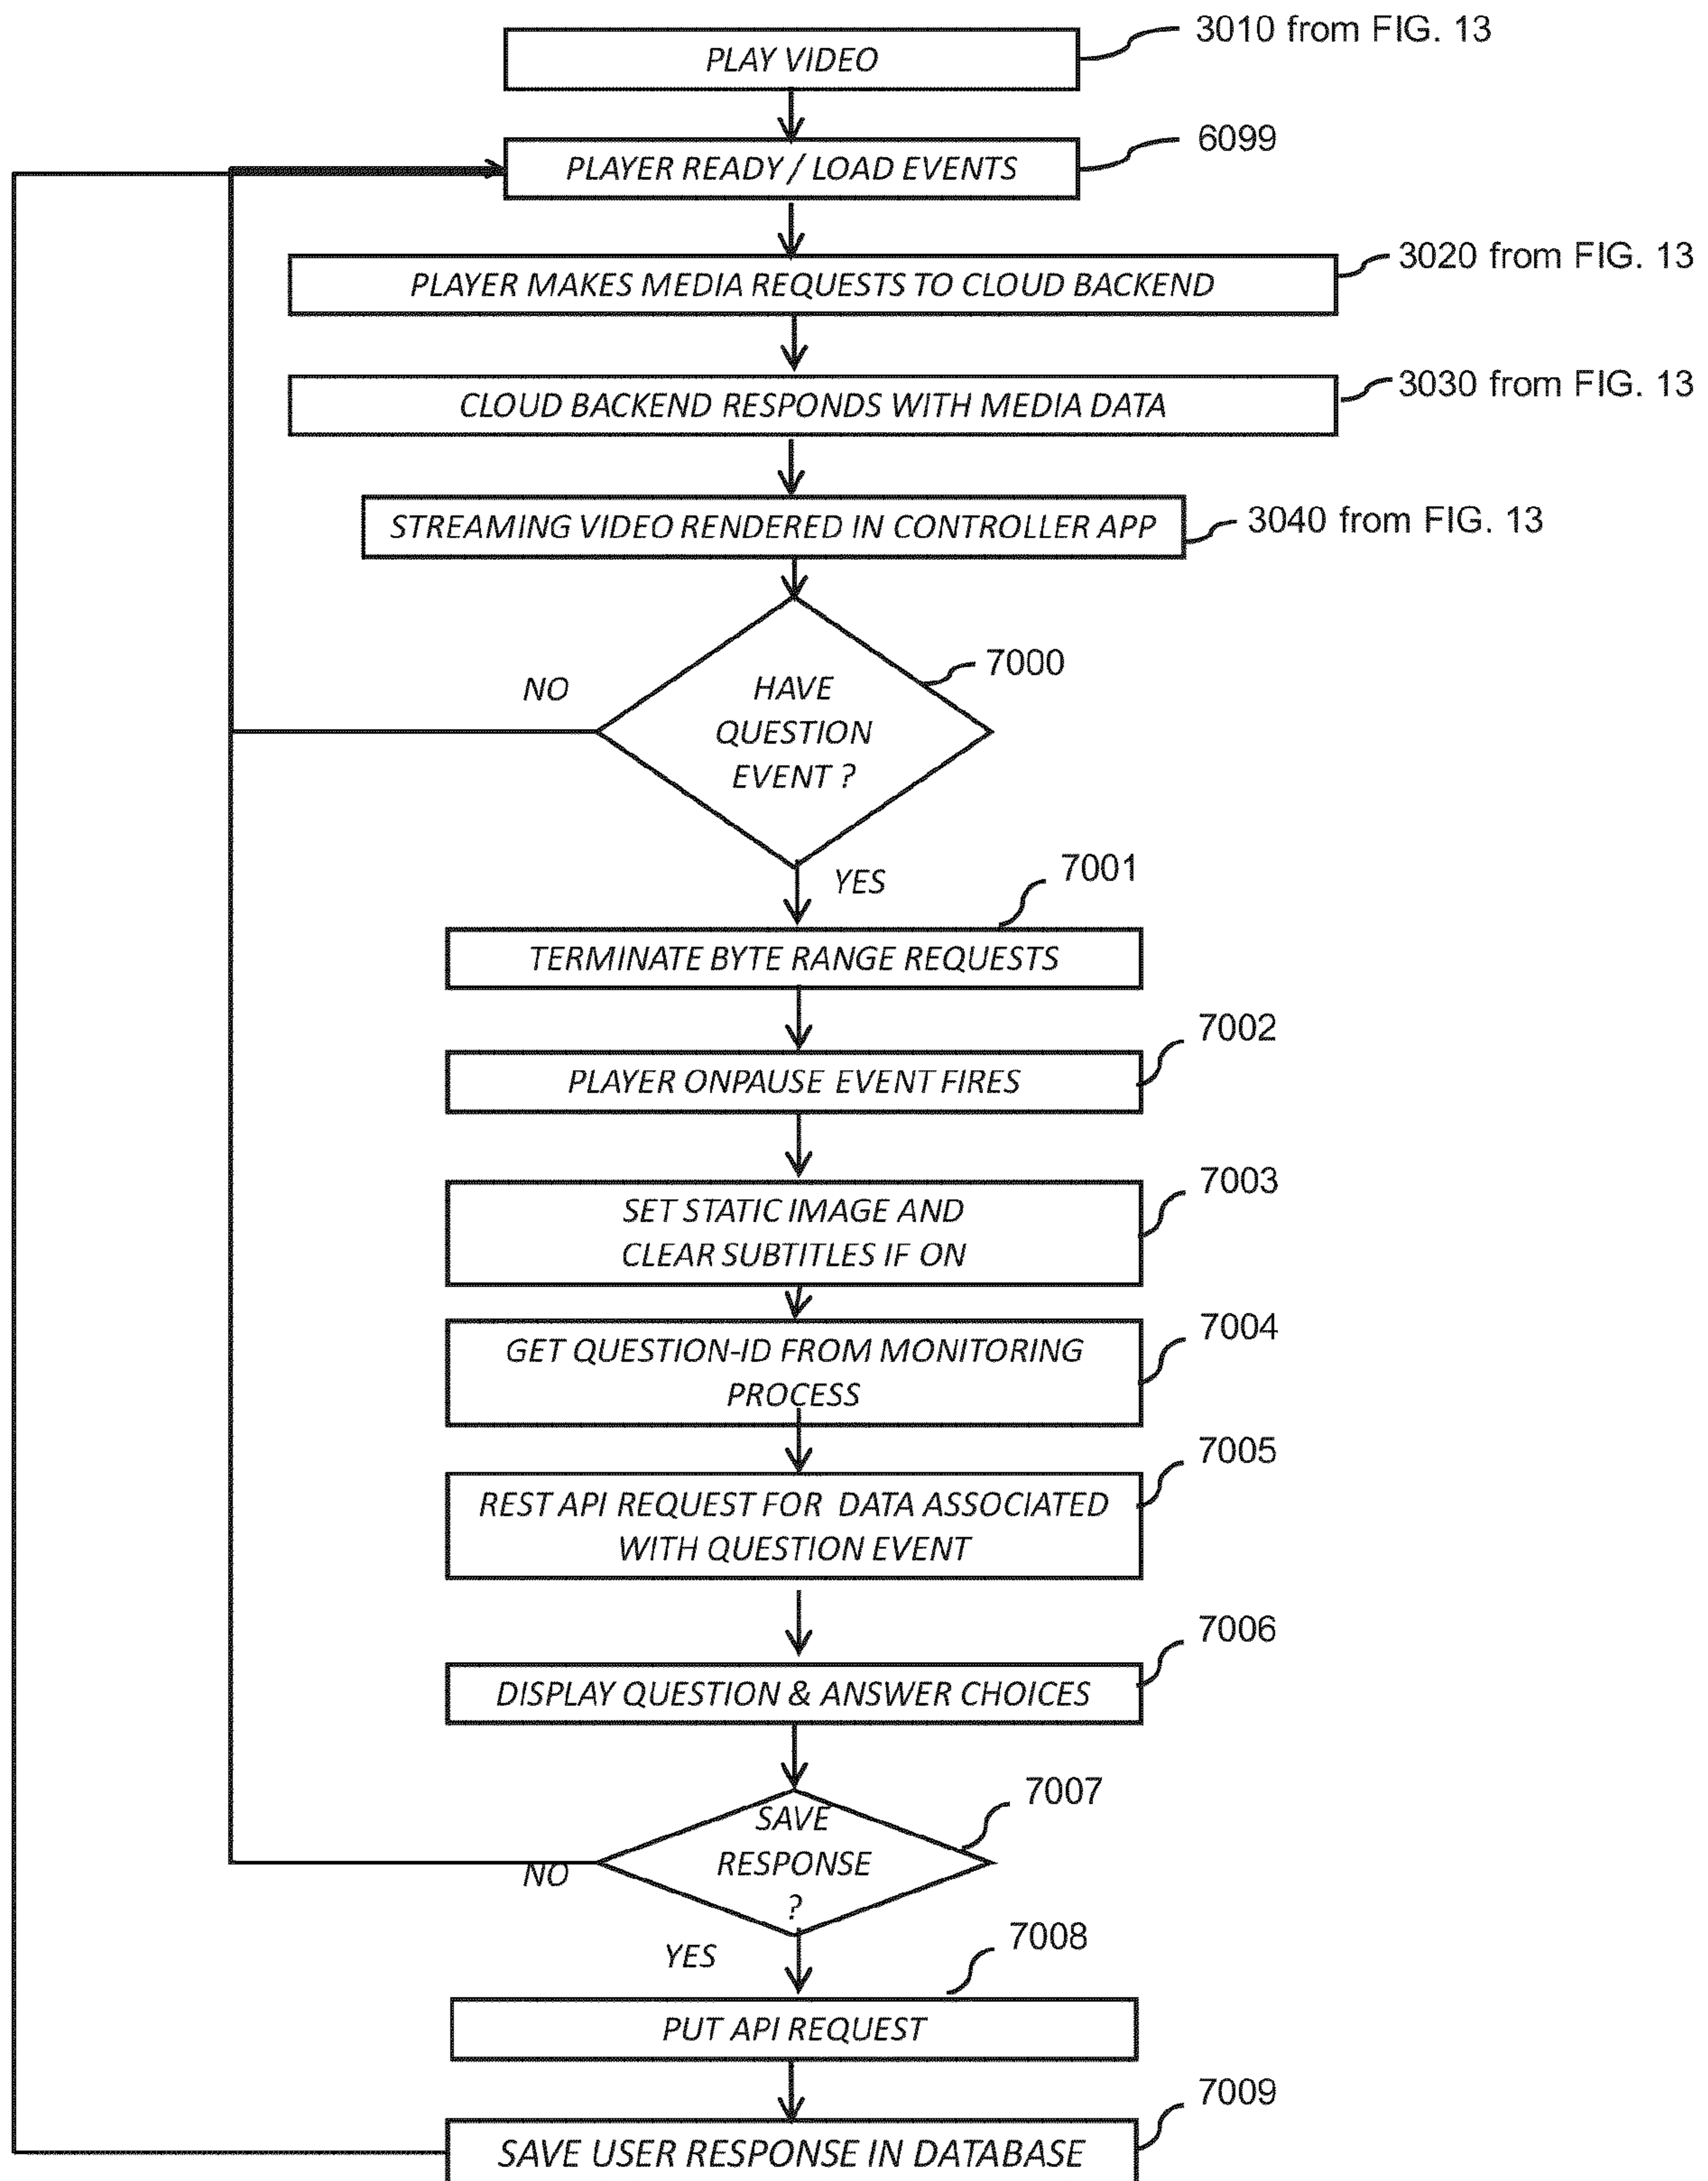 3010 from FIG. 13
PLAY VIDEO
6099
PLAYER READY / LOAD EVENTS
3020 from FIG. 13
PLAYER MAKES MEDIA REQUESTS TO CLOUD BACKEND
3030 from FIG. 13
CLOUD BACKEND RESPONDS WITH MEDIA DATA
3040 from FIG. 13
STREAMING VIDEO RENDERED IN CONTROLLER APP
7000
NO
HAVE
QUESTION
EVENT ?
YES
7001
TERMINATE BYTE RANGE REQUESTS
7002
PLAYER ONPAUSE EVENT FIRES
7003
SET STATIC IMAGE AND
CLEAR SUBTITLES IF ON
7004
GET QUESTION-ID FROM MONITORING
PROCESS
7005
REST API REQUEST FOR DATA ASSOCIATED
WITH QUESTION EVENT
7006
DISPLAY QUESTION & ANSWER CHOICES
7007
SAVE
RESPONSE
?
NO
YES
7008
PUT API REQUEST
7009
SAVE USER RESPONSE IN DATABASE